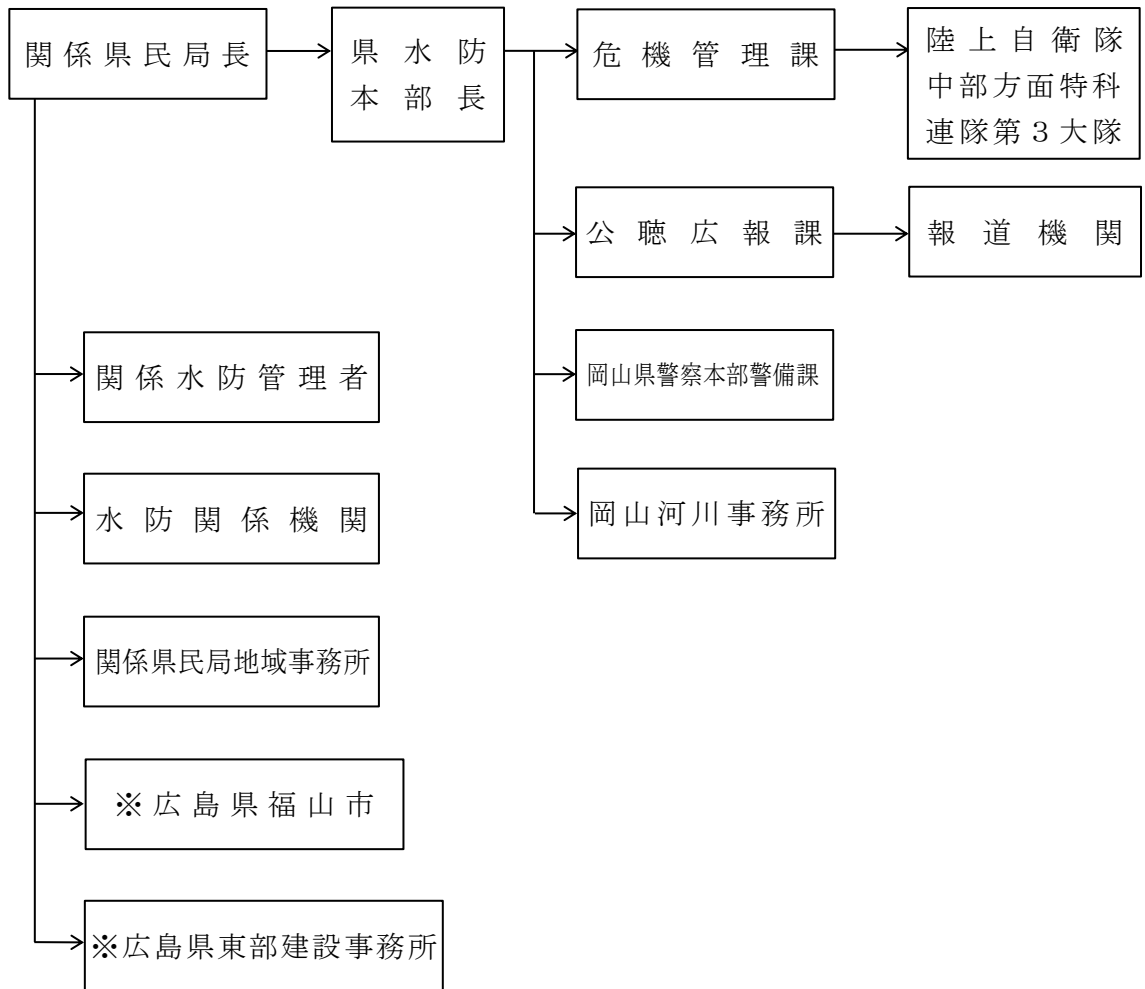 関係県民局長
県水防
本部長
危機管理課
陸上自衛隊
中部方面特科
連隊第３大隊
公聴広報課
報道機関
関係水防管理者
岡山県警察本部警備課
水防関係機関
岡山河川事務所
関係県民局地域事務所
※広島県福山市
※広島県東部建設事務所